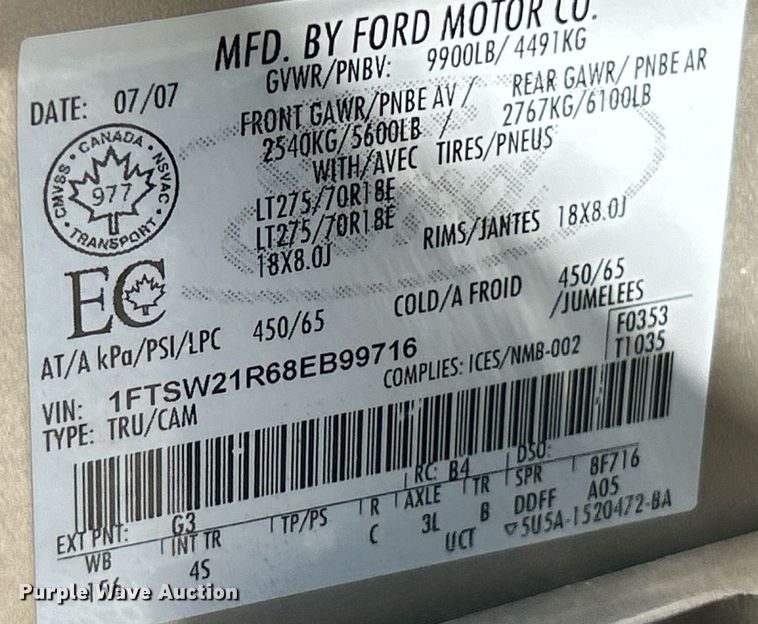 MFD. BY FORD MOTOR CO.
DATE: 07/07
GVWR/PNBV: 9900LB/ 4491KG
FRONT GAWR/PNBE AV / REAR GAWR/ PNBE AR
2540KG/5600LB / 2767KG/6100LB
WITH/AVEC TIRES/PNEUS
LT275/70R18E
LT275/70R18E
18X8.0J RIMS/JANTES 18X8.0J
CMVSS • CANADA • NSVAC • TRANSPORT •
977
EC
AT/A kPa/PSI/LPC 450/65 COLD/A FROID 450/65
/JUMELEES
VIN: 1FTSW21R68EB99716
F0353
T1035
TYPE: TRU/CAM COMPLIES: ICES/NMB-002
EXT PNT: G3 RC: B4 DSO: 8F716
WB INT TR TP/PS R AXLE TR SPR A05
156 4S C 3L B DDFF
UCT 5U5A-1520472-BA
Purple Wave Auction